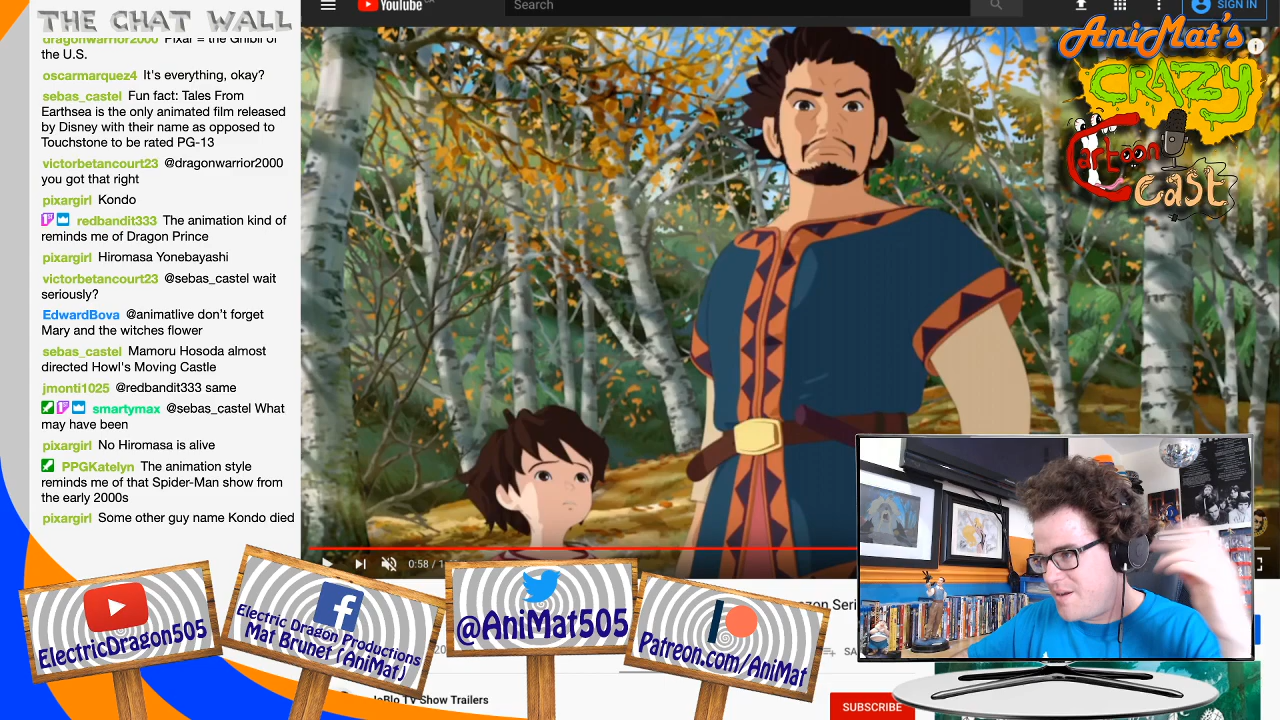 THE CHAT WALL
dragonwarrior2000 Pixar = the Ghibli of
the U.S.
oscarmarquez4 It's everything, okay?
sebas_castel Fun fact: Tales From
Earthsea is the only animated film released
by Disney with their name as opposed to
Touchstone to be rated PG-13
victorbetancourt23 @dragonwarrior2000
you got that right
pixargirl Kondo
redbandit333 The animation kind of
reminds me of Dragon Prince
pixargirl Hiromasa Yonebayashi
victorbetancourt23 @sebas_castel wait
seriously?
EdwardBova @animatlive don't forget
Mary and the witches flower
sebas_castel Mamoru Hosoda almost
directed Howl's Moving Castle
jmonti1025 @redbandit333 same
smartymax @sebas_castel What
may have been
pixargirl No Hiromasa is alive
PPGKatelyn The animation style
reminds me of that Spider-Man show from
the early 2000s
pixargirl Some other guy name Kondo died
YouTube
Search
SIGN IN
AniMat's
CRAZY
Cartoon
Cast
0:58 / 1
ElectricDragon505
Electric Dragon Productions
Mat Brunet (AniMat)
@AniMat505
Patreon.com/AniMat
JoBlo TV Show Trailers
SUBSCRIBE